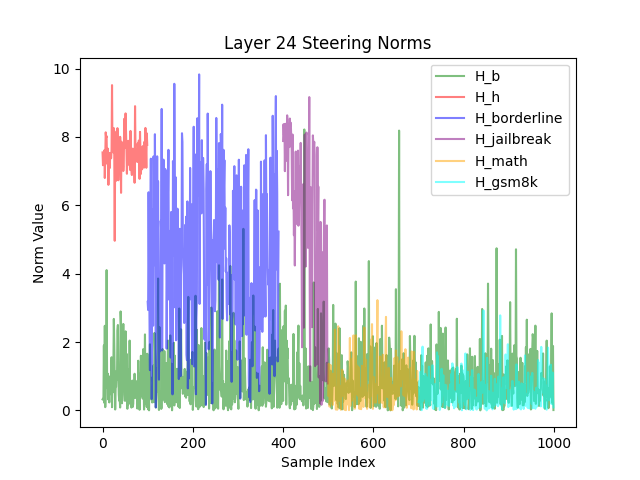 Layer 24 Steering Norms
H_b
H_h
H_borderline
H_jailbreak
H_math
H_gsm8k
Norm Value
10
8
6
4
2
0
0
200
400
600
800
1000
Sample Index